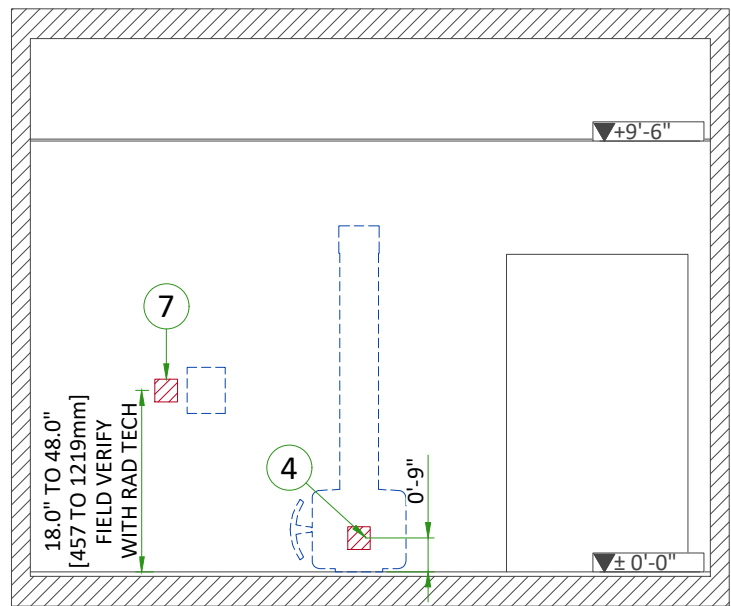 +9'-6"
7
18.0" TO 48.0"
[457 TO 1219mm]
FIELD VERIFY
WITH RAD TECH
4
0'-9"
± 0'-0"